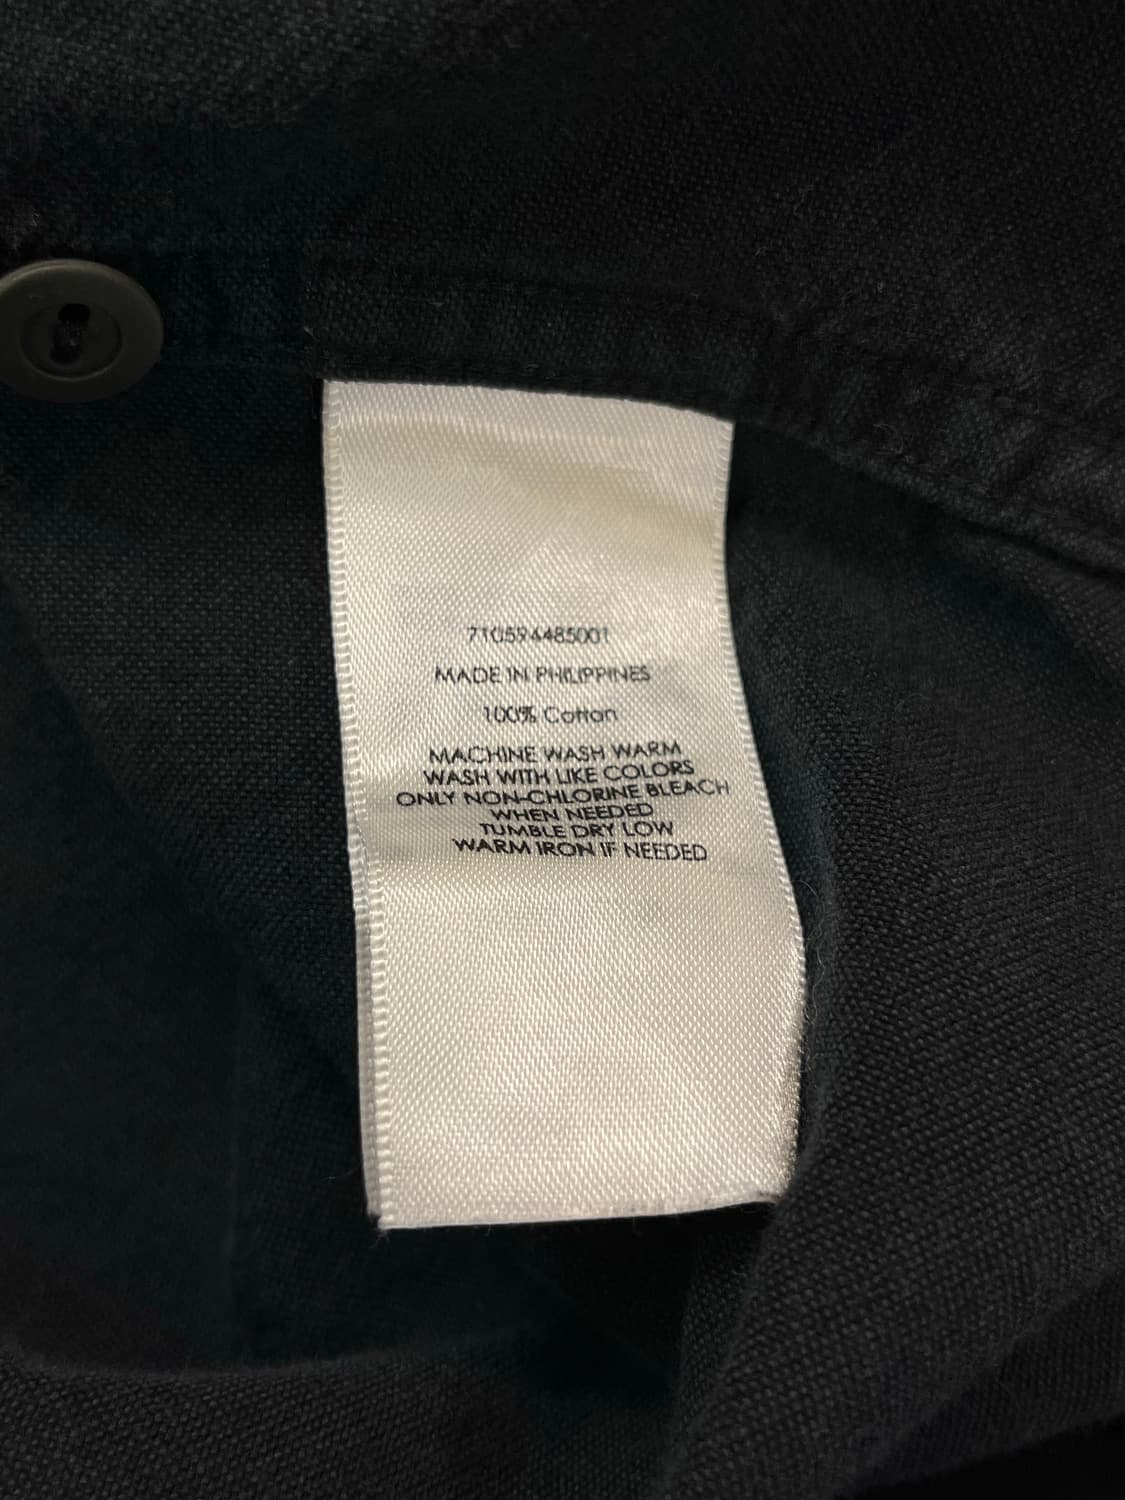 710594485001
MADE IN PHILIPPINES
100% Cotton
MACHINE WASH WARM
WASH WITH LIKE COLORS
ONLY NON-CHLORINE BLEACH
WHEN NEEDED
TUMBLE DRY LOW
WARM IRON IF NEEDED